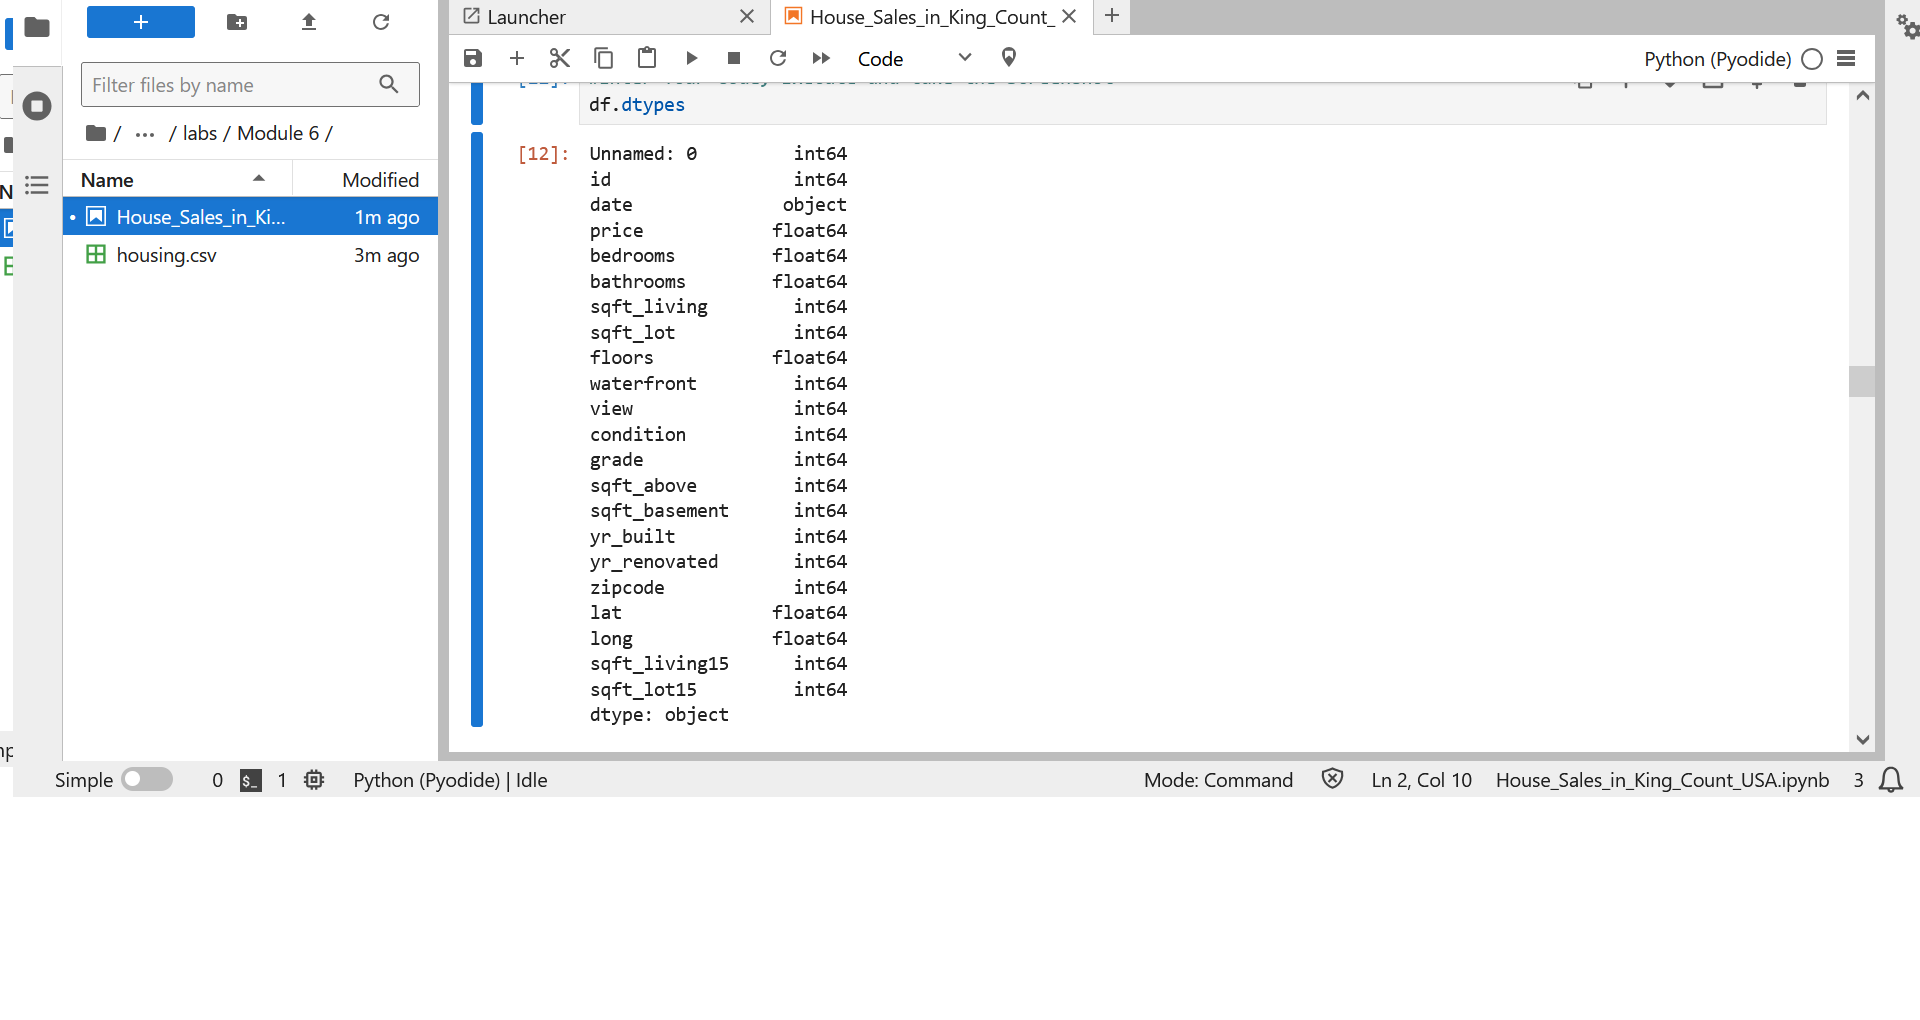 Launcher
House_Sales_in_King_Count_
Code
Python (Pyodide)
Filter files by name
/ ··· / labs / Module 6 /
Name Modified
House_Sales_in_Ki... 1m ago
housing.csv 3m ago
df.dtypes
[12]: Unnamed: 0 int64
id int64
date object
price float64
bedrooms float64
bathrooms float64
sqft_living int64
sqft_lot int64
floors float64
waterfront int64
view int64
condition int64
grade int64
sqft_above int64
sqft_basement int64
yr_built int64
yr_renovated int64
zipcode int64
lat float64
long float64
sqft_living15 int64
sqft_lot15 int64
dtype: object
Simple 0 $_ 1 Python (Pyodide) | Idle Mode: Command Ln 2, Col 10 House_Sales_in_King_Count_USA.ipynb 3